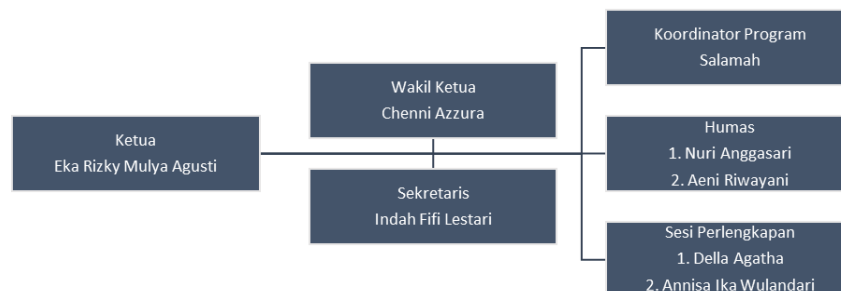 Ketua
Eka Rizky Mulya Agusti
Wakil Ketua
Chenni Azzura
Sekretaris
Indah Fifi Lestari
Koordinator Program
Salamah
Humas
1. Nuri Anggasari
2. Aeni Riwayani
Sesi Perlengkapan
1. Della Agatha
2. Annisa Ika Wulandari